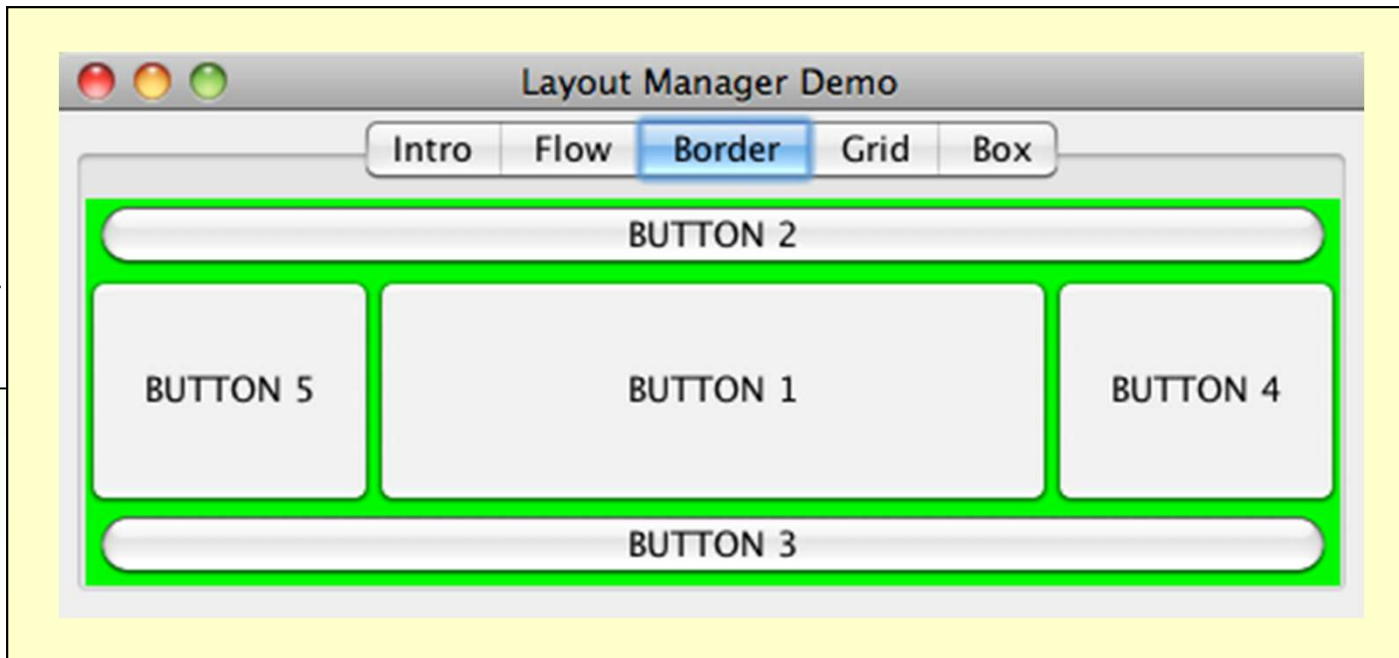 Layout Manager Demo
Intro Flow Border Grid Box
BUTTON 2
BUTTON 5 BUTTON 1 BUTTON 4
BUTTON 3